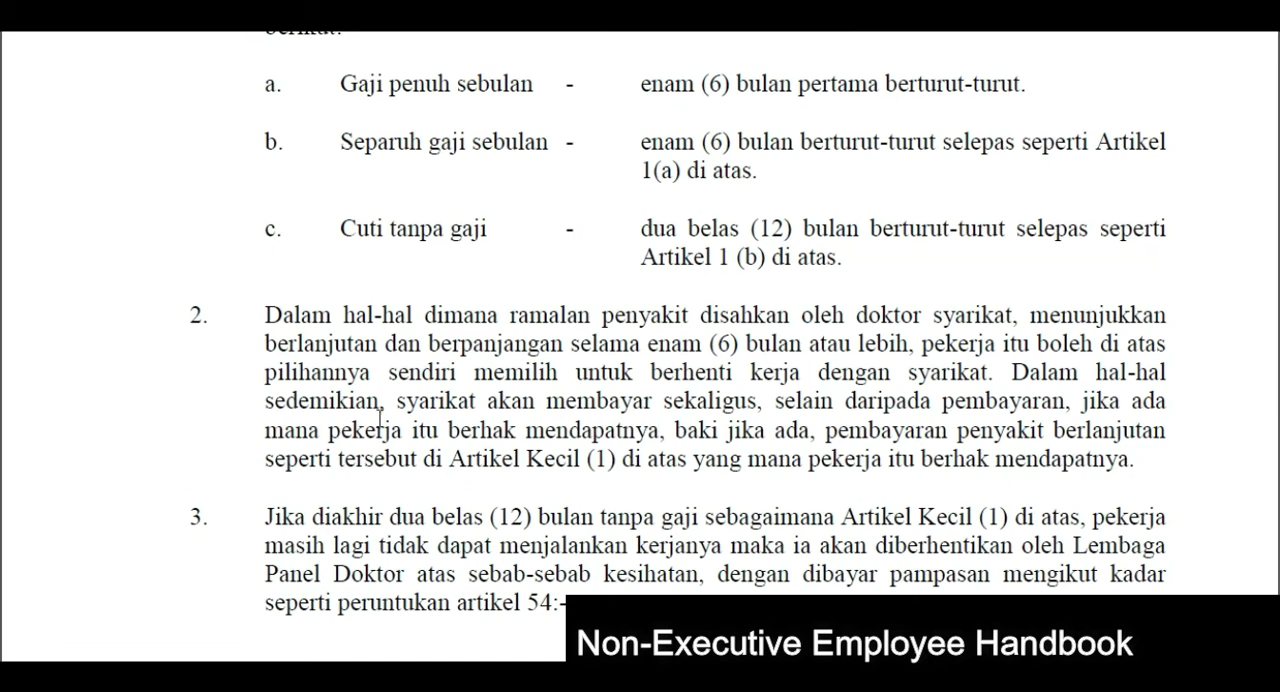 a. Gaji penuh sebulan - enam (6) bulan pertama berturut-turut.
b. Separuh gaji sebulan - enam (6) bulan berturut-turut selepas seperti Artikel
1(a) di atas.
c. Cuti tanpa gaji - dua belas (12) bulan berturut-turut selepas seperti
Artikel 1 (b) di atas.
2. Dalam hal-hal dimana ramalan penyakit disahkan oleh doktor syarikat, menunjukkan
berlanjutan dan berpanjangan selama enam (6) bulan atau lebih, pekerja itu boleh di atas
pilihannya sendiri memilih untuk berhenti kerja dengan syarikat. Dalam hal-hal
sedemikian, syarikat akan membayar sekaligus, selain daripada pembayaran, jika ada
mana pekerja itu berhak mendapatnya, baki jika ada, pembayaran penyakit berlanjutan
seperti tersebut di Artikel Kecil (1) di atas yang mana pekerja itu berhak mendapatnya.
3. Jika diakhir dua belas (12) bulan tanpa gaji sebagaimana Artikel Kecil (1) di atas, pekerja
masih lagi tidak dapat menjalankan kerjanya maka ia akan diberhentikan oleh Lembaga
Panel Doktor atas sebab-sebab kesihatan, dengan dibayar pampasan mengikut kadar
seperti peruntukan artikel 54:-
Non-Executive Employee Handbook